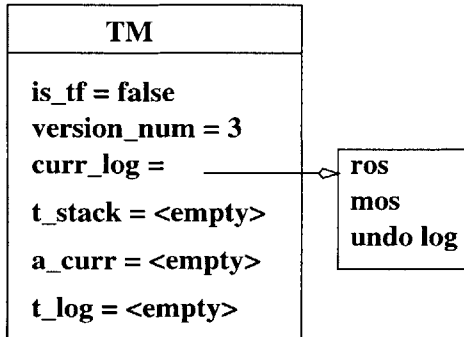 TM
is_tf = false
version_num = 3
curr_log =
t_stack = <empty>
a_curr = <empty>
t_log = <empty>
ros
mos
undo log